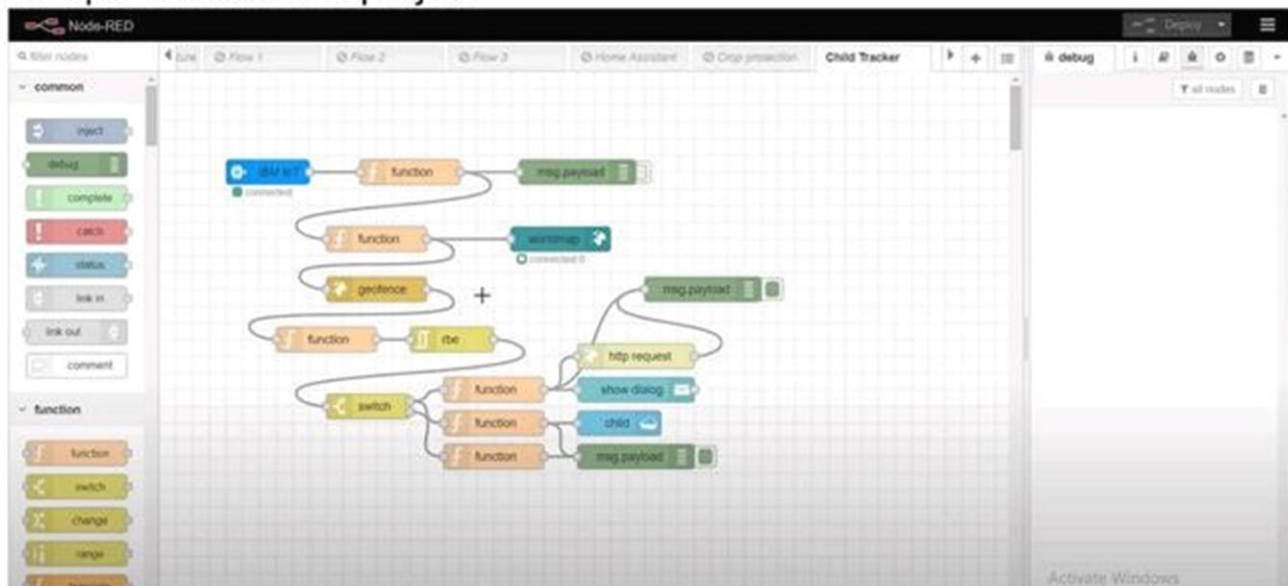 Node-RED
Deploy
filter nodes
Flow 1
Flow 2
Flow 3
Home Assistant
Crop protection
Child Tracker
debug
i
all nodes
common
inject
debug
complete
catch
status
link in
link out
comment
function
function
switch
change
range
function
msg.payload
connected
function
worldmap
connected 0
geofence
msg.payload
function
rbe
http request
function
show dialog
switch
function
child
function
msg.payload
Activate Windows